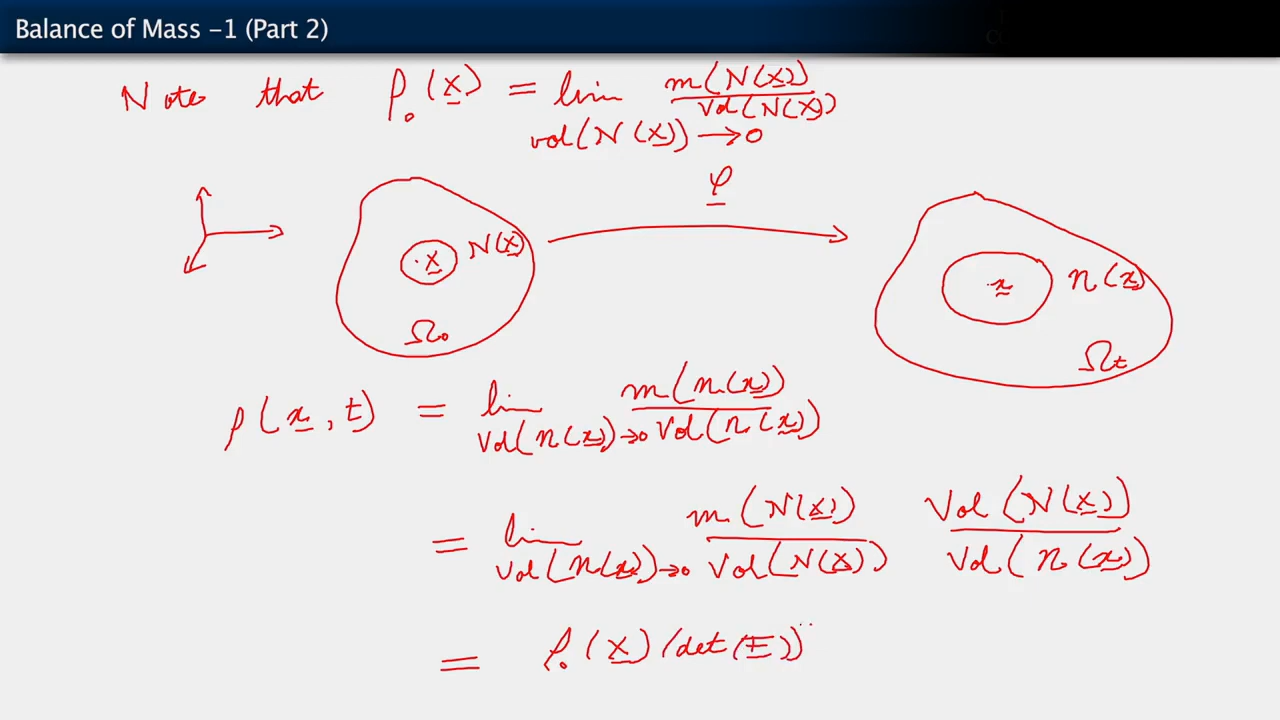 Balance of Mass -1 (Part 2)
Note that ρ₀(X) = lim m(N(X)) / Vol(N(X))
vol(N(X)) → 0
φ
X N(X)
x n(x)
Ω₀
Ωt
ρ(x, t) = lim m(n(x)) / Vol(n(x))
Vol(n(x)) → 0
= lim m(N(X)) / Vol(N(X)) Vol(N(X)) / Vol(n(x))
Vol(n(x)) → 0
= ρ₀(X) (det(F))